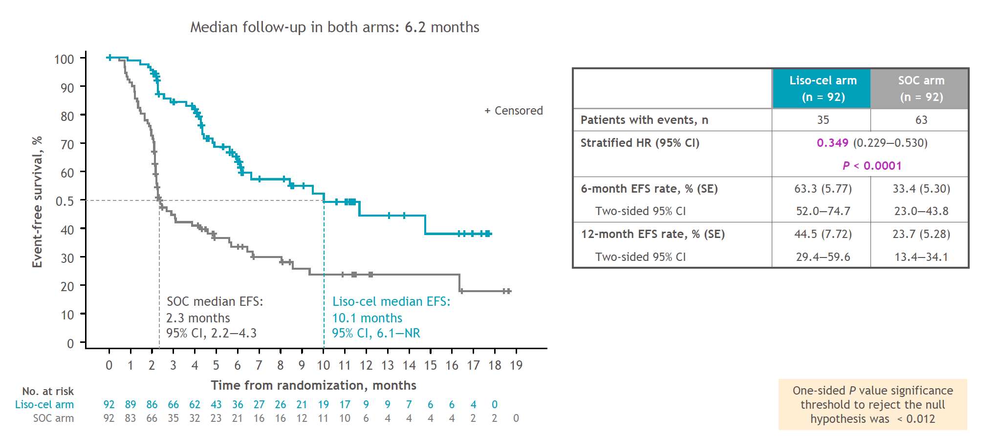 Median follow-up in both arms: 6.2 months
100
90
80
70
60
0.5
40
30
20
10
0
Event-free survival, %
+ Censored
SOC median EFS:
2.3 months
95% CI, 2.2—4.3
Liso-cel median EFS:
10.1 months
95% CI, 6.1—NR
0 1 2 3 4 5 6 7 8 9 10 11 12 13 14 15 16 17 18 19
Time from randomization, months
No. at risk
Liso-cel arm 92 89 86 66 62 43 36 27 26 21 19 17 9 9 7 6 6 4 0
SOC arm 92 83 66 35 32 23 21 16 16 12 11 10 6 4 4 4 4 2 2 0
Liso-cel arm SOC arm
(n = 92) (n = 92)
Patients with events, n 35 63
Stratified HR (95% CI) 0.349 (0.229—0.530)
P < 0.0001
6-month EFS rate, % (SE) 63.3 (5.77) 33.4 (5.30)
Two-sided 95% CI 52.0—74.7 23.0—43.8
12-month EFS rate, % (SE) 44.5 (7.72) 23.7 (5.28)
Two-sided 95% CI 29.4—59.6 13.4—34.1
One-sided P value significance
threshold to reject the null
hypothesis was < 0.012